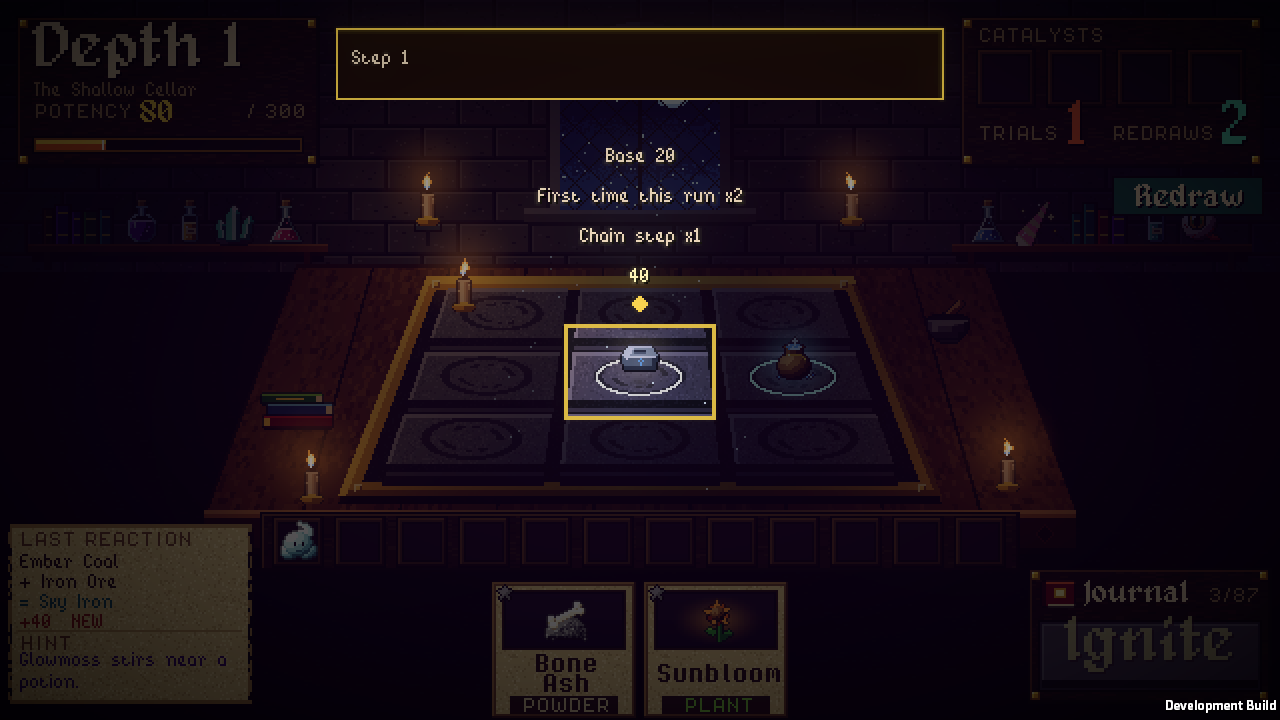 Depth 1
The Shallow Cellar
POTENCY 80 / 300
Step 1
CATALYSTS
TRIALS 1 REDRAWS 2
Redraw
Base 20
First time this run x2
Chain step x1
40
LAST REACTION
Ember Coal
+ Iron Ore
= Sky Iron
+40 NEW
HINT
Glowmoss stirs near a
potion.
Bone
Ash
POWDER
Sunbloom
PLANT
Journal 3/87
Ignite
Development Build